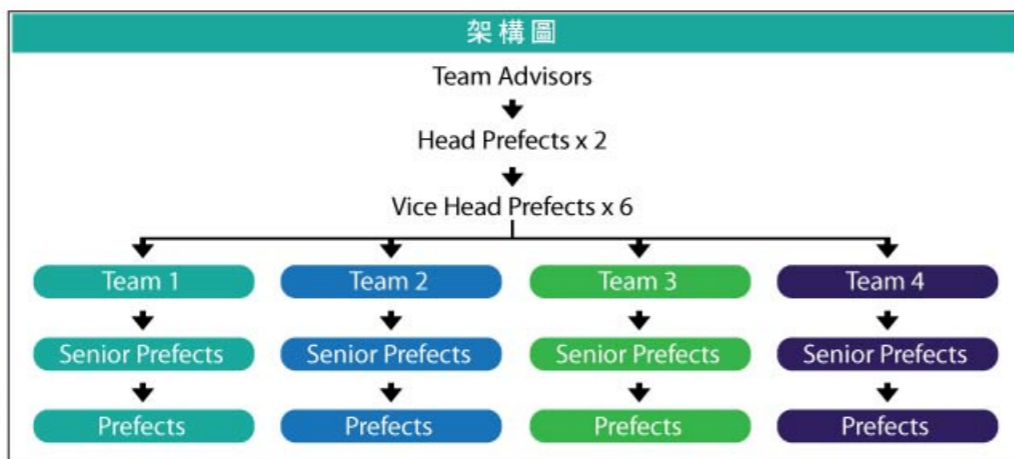 架構圖
Team Advisors
Head Prefects x 2
Vice Head Prefects x 6
Team 1 Team 2 Team 3 Team 4
Senior Prefects Senior Prefects Senior Prefects Senior Prefects
Prefects Prefects Prefects Prefects